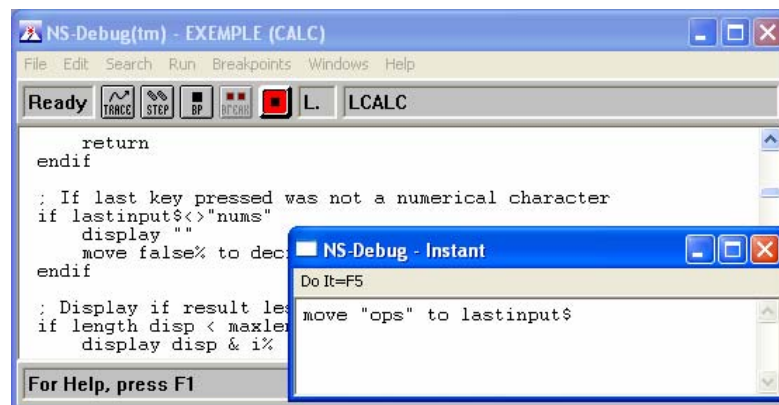 NS-Debug(tm) - EXEMPLE (CALC)
File Edit Search Run Breakpoints Windows Help
Ready TRACE STEP BP BREAK L. LCALC
return
endif
; If last key pressed was not a numerical character
if lastinput$<>"nums"
display ""
move false% to
endif
; Display if result
if length disp <
display disp & i%
For Help, press F1
NS-Debug - Instant
Do It=F5
move "ops" to lastinput$